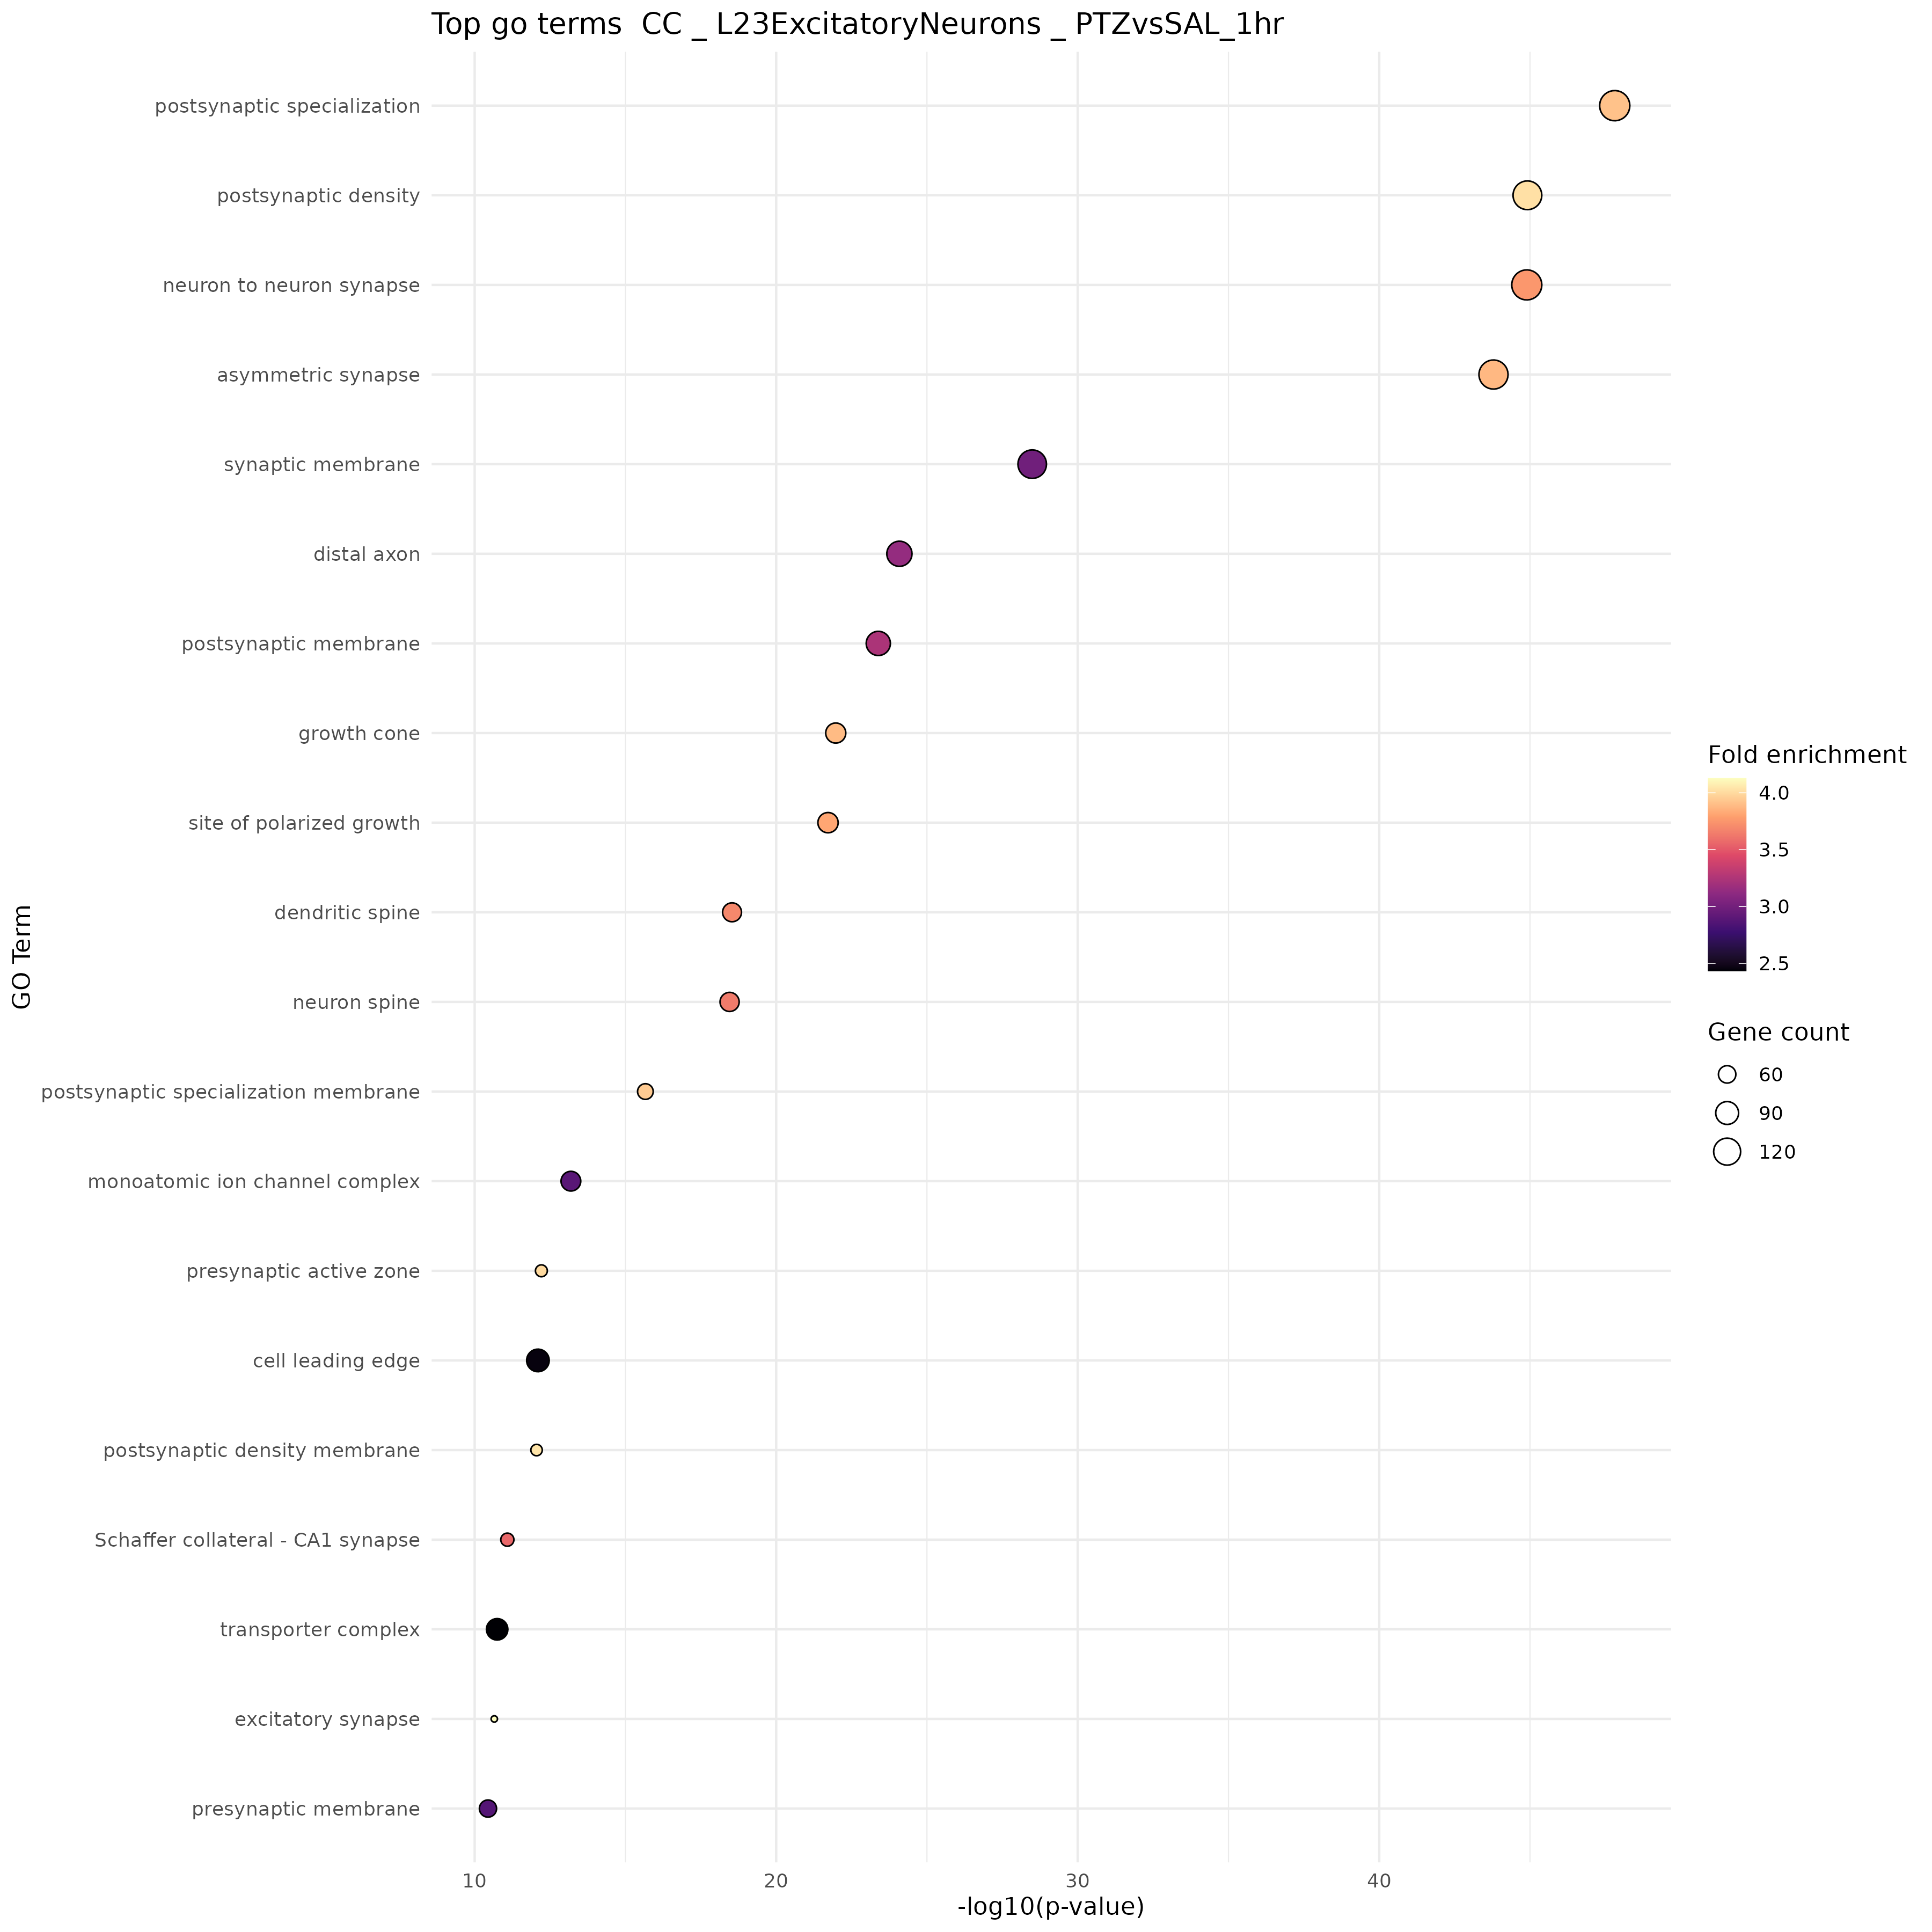 Top go terms  CC _ L23ExcitatoryNeurons _ PTZvsSAL_1hr
GO Term
postsynaptic specialization
postsynaptic density
neuron to neuron synapse
asymmetric synapse
synaptic membrane
distal axon
postsynaptic membrane
growth cone
site of polarized growth
dendritic spine
neuron spine
postsynaptic specialization membrane
monoatomic ion channel complex
presynaptic active zone
cell leading edge
postsynaptic density membrane
Schaffer collateral - CA1 synapse
transporter complex
excitatory synapse
presynaptic membrane
10
20
30
40
-log10(p-value)
Fold enrichment
4.0
3.5
3.0
2.5
Gene count
60
90
120